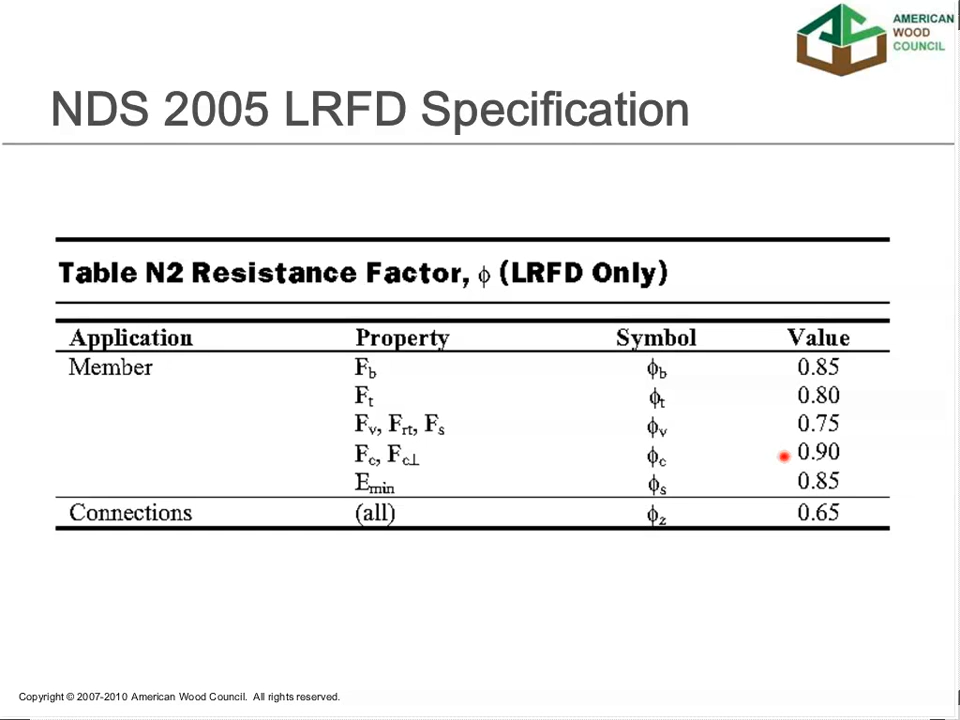 AMERICAN
WOOD
COUNCIL
NDS 2005 LRFD Specification
Table N2 Resistance Factor, ϕ (LRFD Only)
Application Property Symbol Value
Member Fb ϕb 0.85
Ft ϕt 0.80
Fv, Frt, Fs ϕv 0.75
Fc, Fc⊥ ϕc 0.90
Emin ϕs 0.85
Connections (all) ϕz 0.65
Copyright © 2007-2010 American Wood Council. All rights reserved.